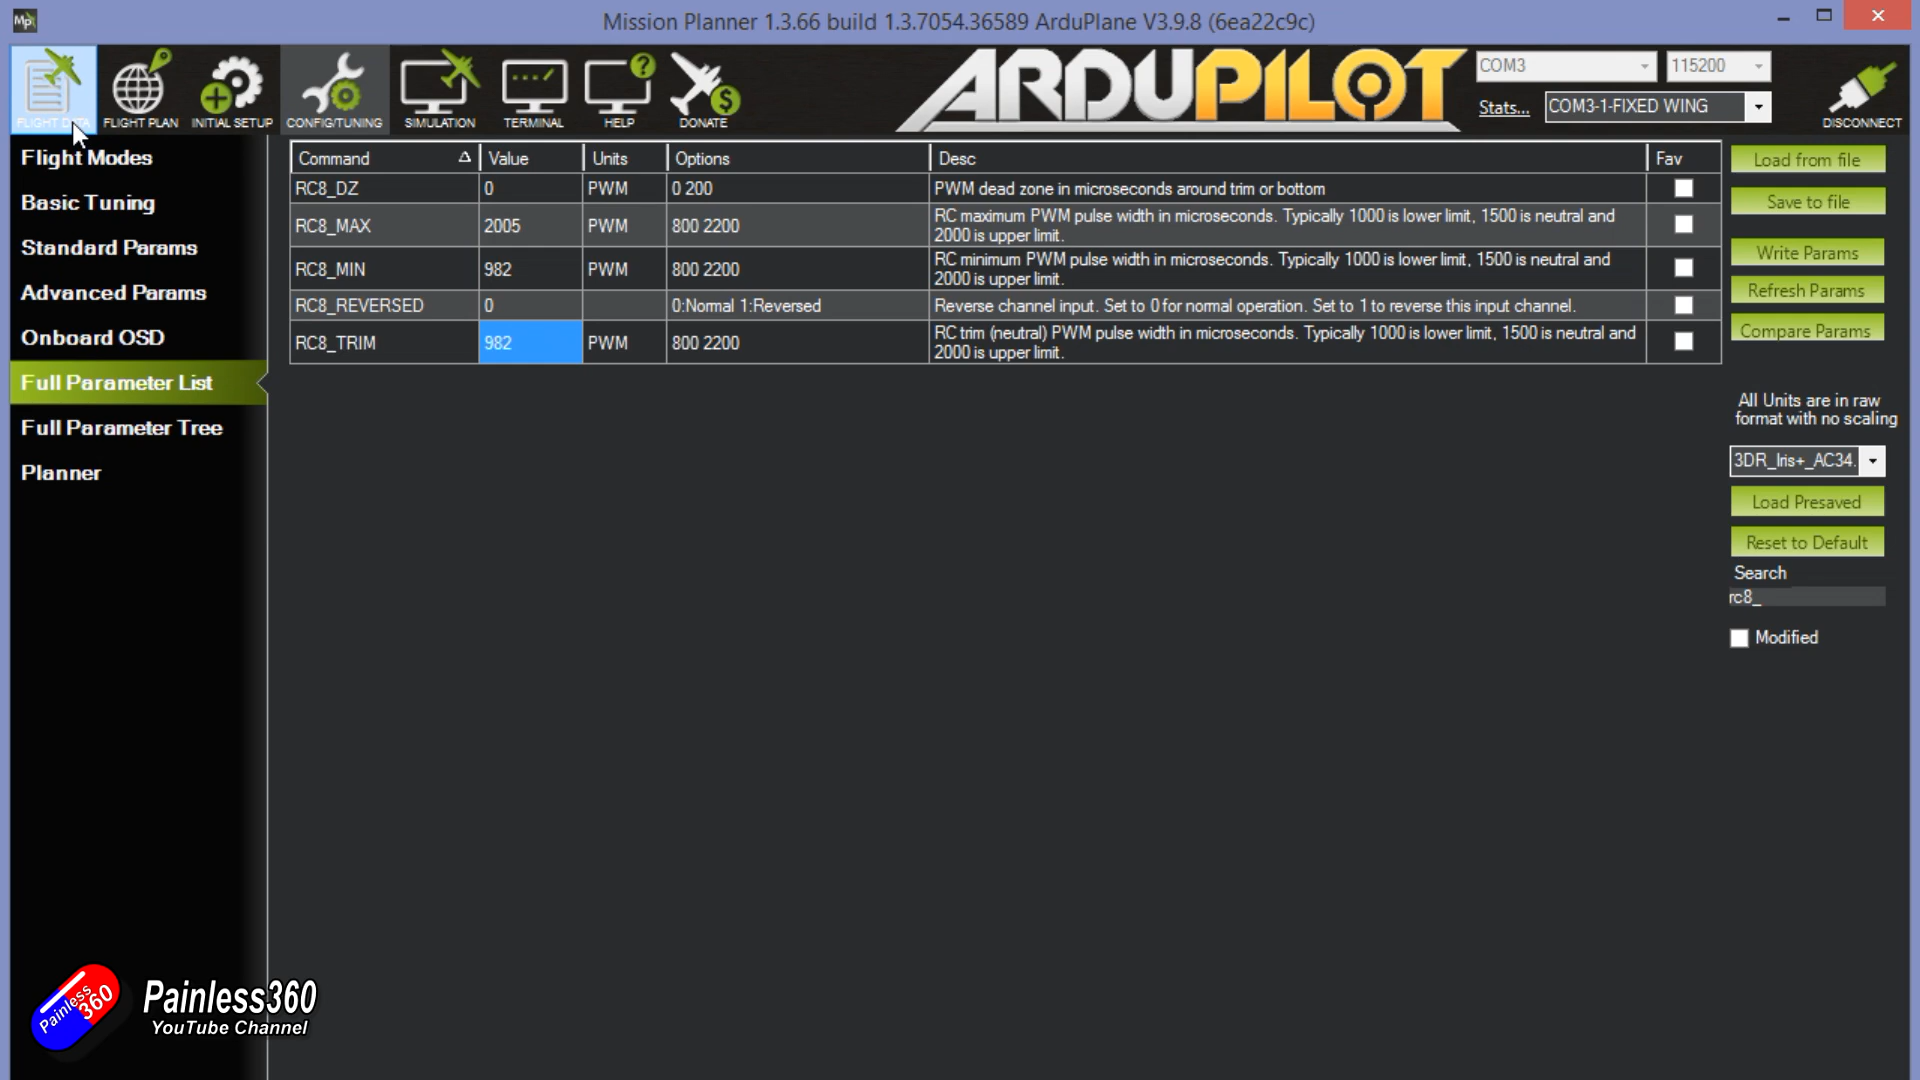 Mp
Mission Planner 1.3.66 build 1.3.7054.36589 ArduPlane V3.9.8 (6ea22c9c)
FLIGHT DATA
FLIGHT PLAN
INITIAL SETUP
CONFIG/TUNING
SIMULATION
TERMINAL
HELP
DONATE
ARDUPILOT
COM3
115200
Stats...
COM3-1-FIXED WING
DISCONNECT
Flight Modes
Basic Tuning
Standard Params
Advanced Params
Onboard OSD
Full Parameter List
Full Parameter Tree
Planner
Command Value Units Options Desc Fav
RC8_DZ 0 PWM 0 200 PWM dead zone in microseconds around trim or bottom
RC8_MAX 2005 PWM 800 2200 RC maximum PWM pulse width in microseconds. Typically 1000 is lower limit, 1500 is neutral and
2000 is upper limit.
RC8_MIN 982 PWM 800 2200 RC minimum PWM pulse width in microseconds. Typically 1000 is lower limit, 1500 is neutral and
2000 is upper limit.
RC8_REVERSED 0 0:Normal 1:Reversed Reverse channel input. Set to 0 for normal operation. Set to 1 to reverse this input channel.
RC8_TRIM 982 PWM 800 2200 RC trim (neutral) PWM pulse width in microseconds. Typically 1000 is lower limit, 1500 is neutral and
2000 is upper limit.
Load from file
Save to file
Write Params
Refresh Params
Compare Params
All Units are in raw
format with no scaling
3DR_Iris+_AC34.
Load Presaved
Reset to Default
Search
rc8_
Modified
Painless
360
Painless360
YouTube Channel